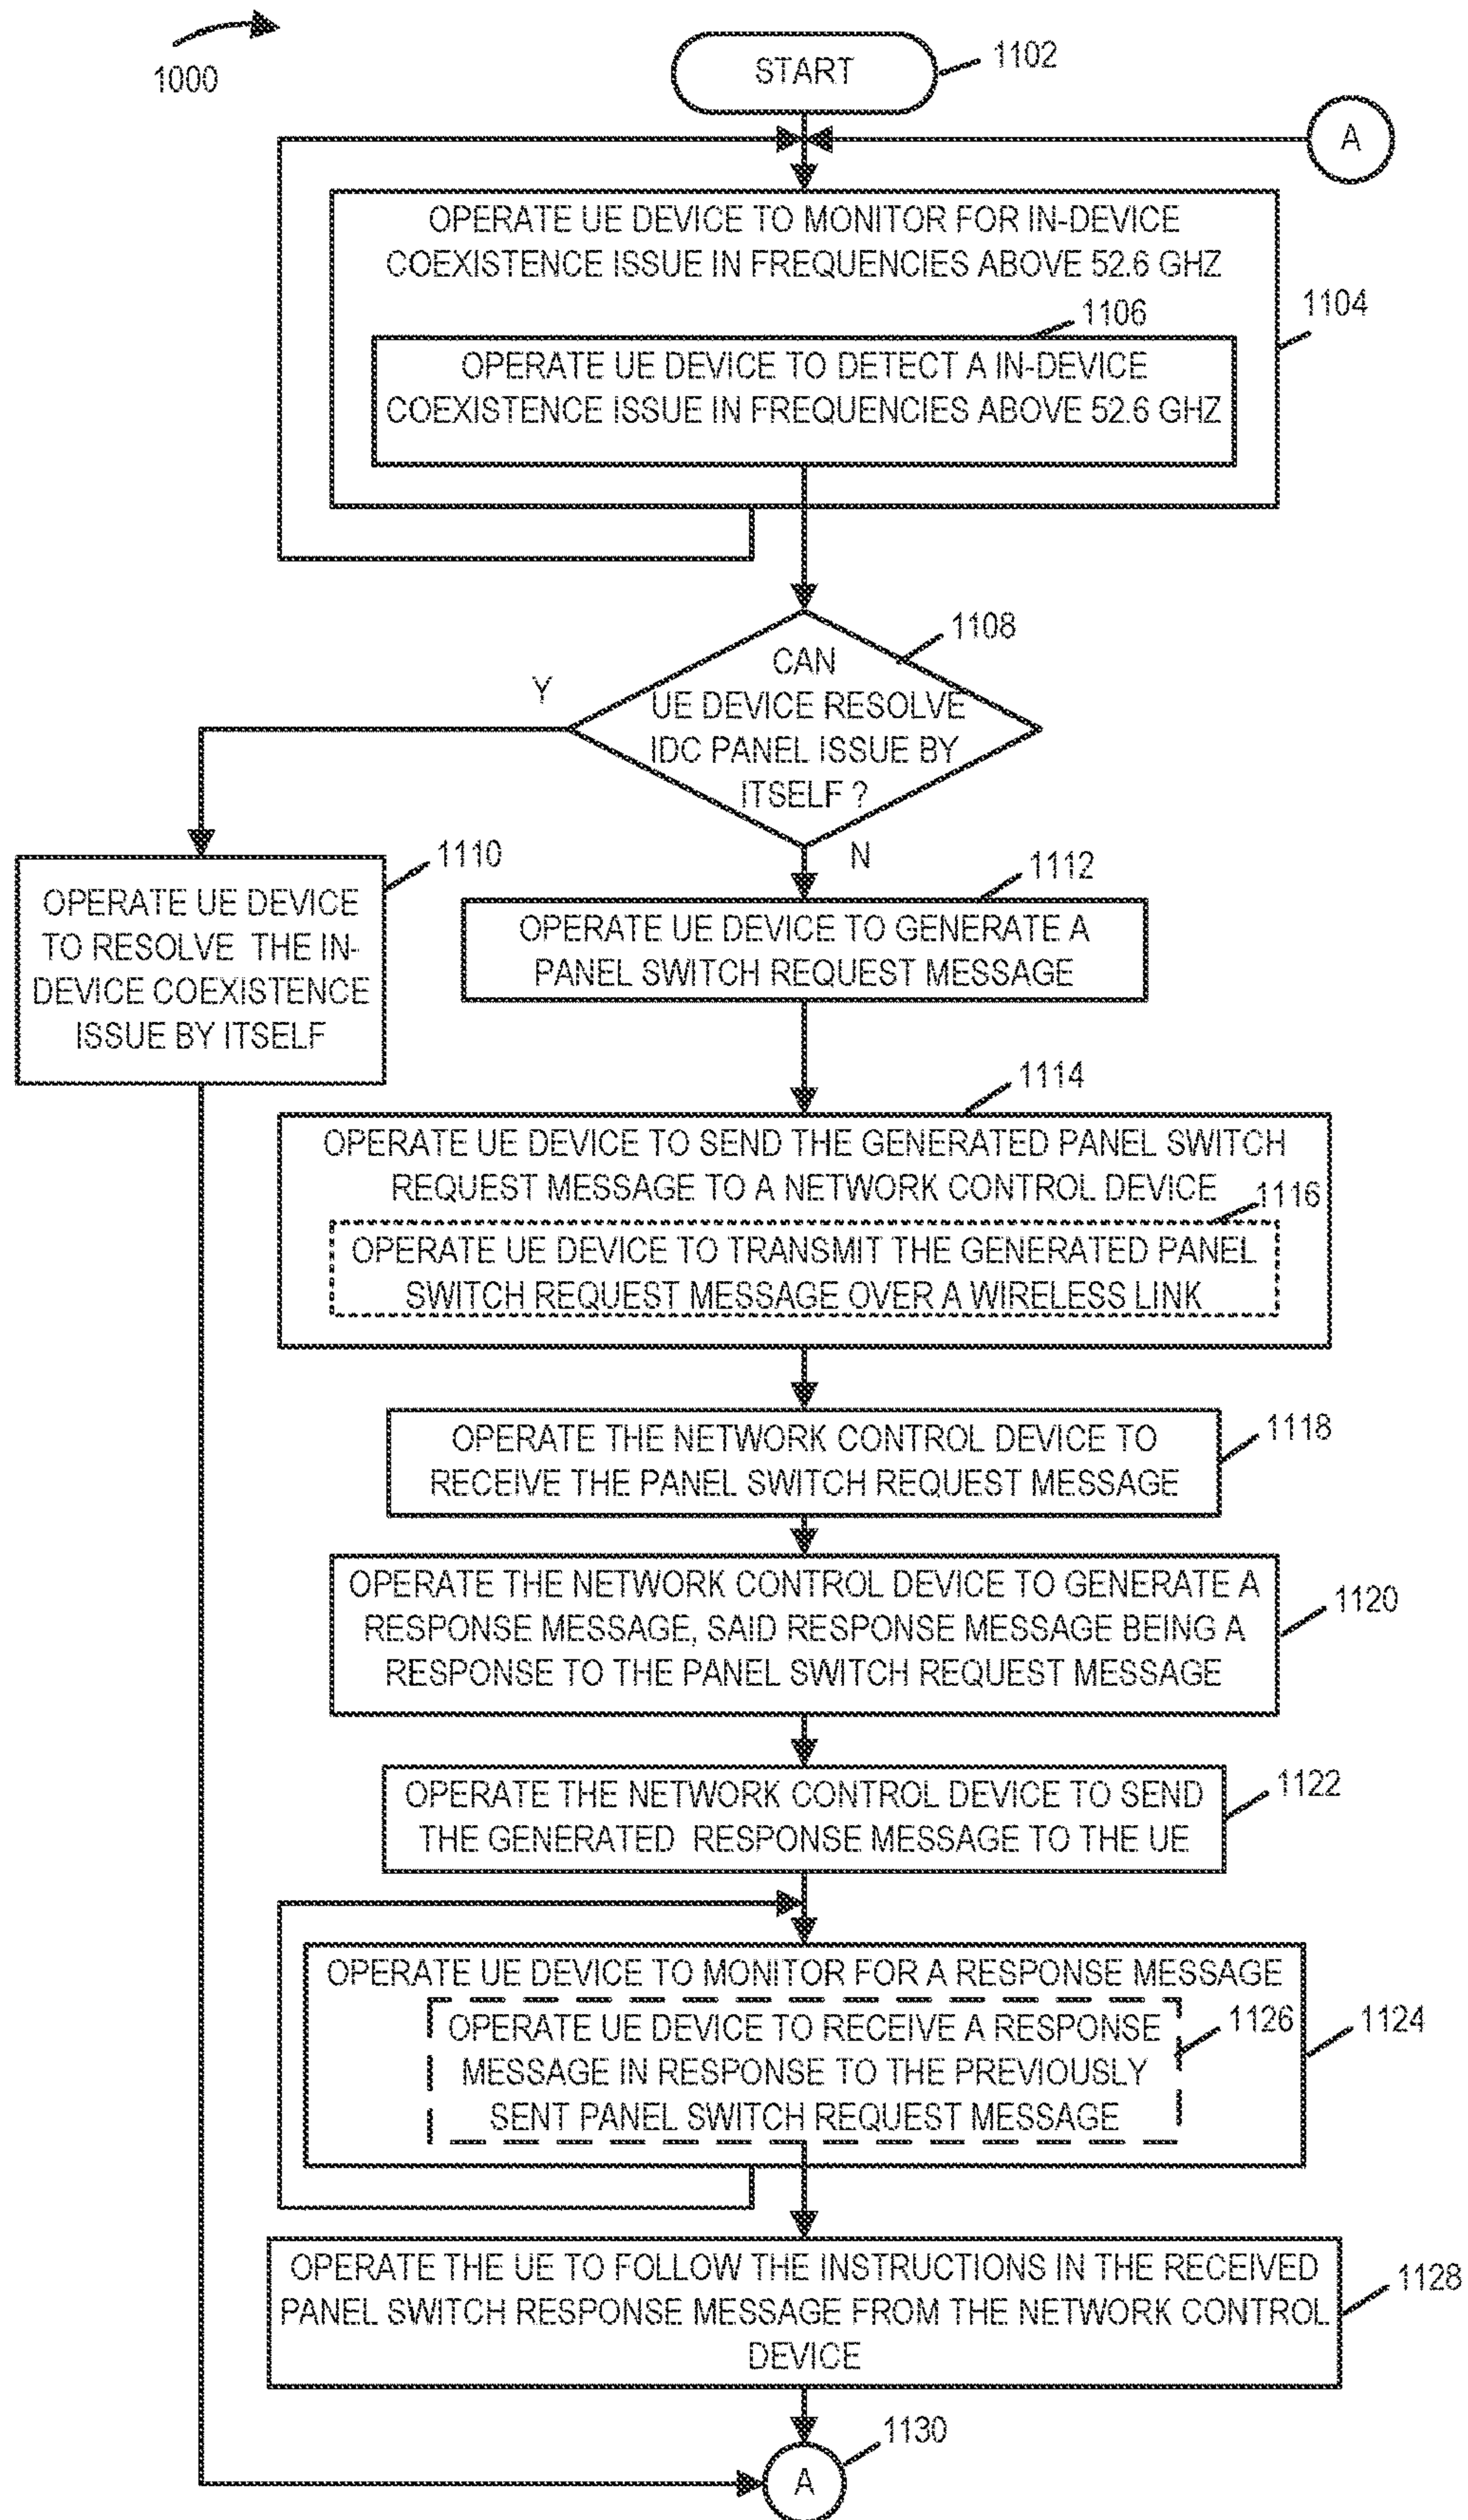 1000
START
1102
A
OPERATE UE DEVICE TO MONITOR FOR IN-DEVICE
COEXISTENCE ISSUE IN FREQUENCIES ABOVE 52.6 GHZ
1104
1106
OPERATE UE DEVICE TO DETECT A IN-DEVICE
COEXISTENCE ISSUE IN FREQUENCIES ABOVE 52.6 GHZ
1108
CAN
UE DEVICE RESOLVE
IDC PANEL ISSUE BY
ITSELF ?
Y
N
1110
OPERATE UE DEVICE
TO RESOLVE THE IN-
DEVICE COEXISTENCE
ISSUE BY ITSELF
1112
OPERATE UE DEVICE TO GENERATE A
PANEL SWITCH REQUEST MESSAGE
1114
OPERATE UE DEVICE TO SEND THE GENERATED PANEL SWITCH
REQUEST MESSAGE TO A NETWORK CONTROL DEVICE
1116
OPERATE UE DEVICE TO TRANSMIT THE GENERATED PANEL
SWITCH REQUEST MESSAGE OVER A WIRELESS LINK
OPERATE THE NETWORK CONTROL DEVICE TO
RECEIVE THE PANEL SWITCH REQUEST MESSAGE
1118
OPERATE THE NETWORK CONTROL DEVICE TO GENERATE A
RESPONSE MESSAGE, SAID RESPONSE MESSAGE BEING A
RESPONSE TO THE PANEL SWITCH REQUEST MESSAGE
1120
OPERATE THE NETWORK CONTROL DEVICE TO SEND
THE GENERATED RESPONSE MESSAGE TO THE UE
1122
OPERATE UE DEVICE TO MONITOR FOR A RESPONSE MESSAGE
OPERATE UE DEVICE TO RECEIVE A RESPONSE
MESSAGE IN RESPONSE TO THE PREVIOUSLY
SENT PANEL SWITCH REQUEST MESSAGE
1126
1124
OPERATE THE UE TO FOLLOW THE INSTRUCTIONS IN THE RECEIVED
PANEL SWITCH RESPONSE MESSAGE FROM THE NETWORK CONTROL
DEVICE
1128
1130
A